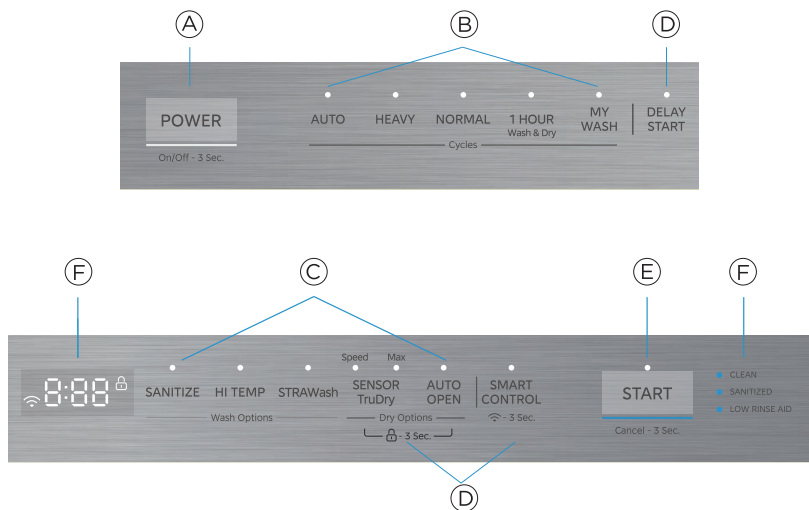 A B D
POWER
On/Off - 3 Sec.
AUTO HEAVY NORMAL 1 HOUR
Wash & Dry
MY
WASH
Cycles
DELAY
START
F C E F
8:88
SANITIZE HI TEMP STRAWash
Wash Options
Speed Max
SENSOR
TruDry
AUTO
OPEN
Dry Options
- 3 Sec.
SMART
CONTROL
- 3 Sec.
START
Cancel - 3 Sec.
CLEAN
SANITIZED
LOW RINSE AID
D